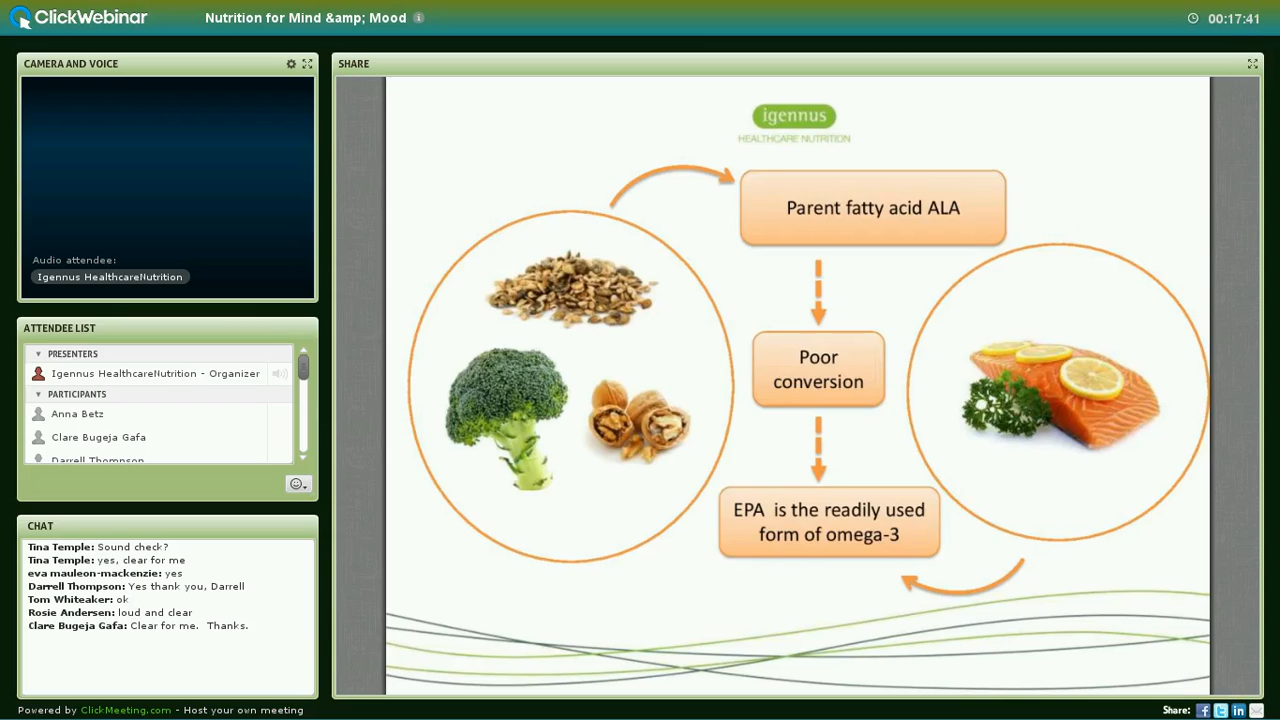 ClickWebinar
Nutrition for Mind &amp; Mood
00:17:41
CAMERA AND VOICE
Audio attendee:
Igennus HealthcareNutrition
ATTENDEE LIST
PRESENTERS
Igennus HealthcareNutrition - Organizer
PARTICIPANTS
Anna Betz
Clare Bugeja Gafa
Darrell Thompson
CHAT
Tina Temple: Sound check?
Tina Temple: yes, clear for me
eva mauleon-mackenzie: yes
Darrell Thompson: Yes thank you, Darrell
Tom Whiteaker: ok
Rosie Andersen: loud and clear
Clare Bugeja Gafa: Clear for me. Thanks.
SHARE
igennus
HEALTHCARE NUTRITION
Parent fatty acid ALA
Poor
conversion
EPA is the readily used
form of omega-3
Powered by ClickMeeting.com - Host your own meeting
Share: